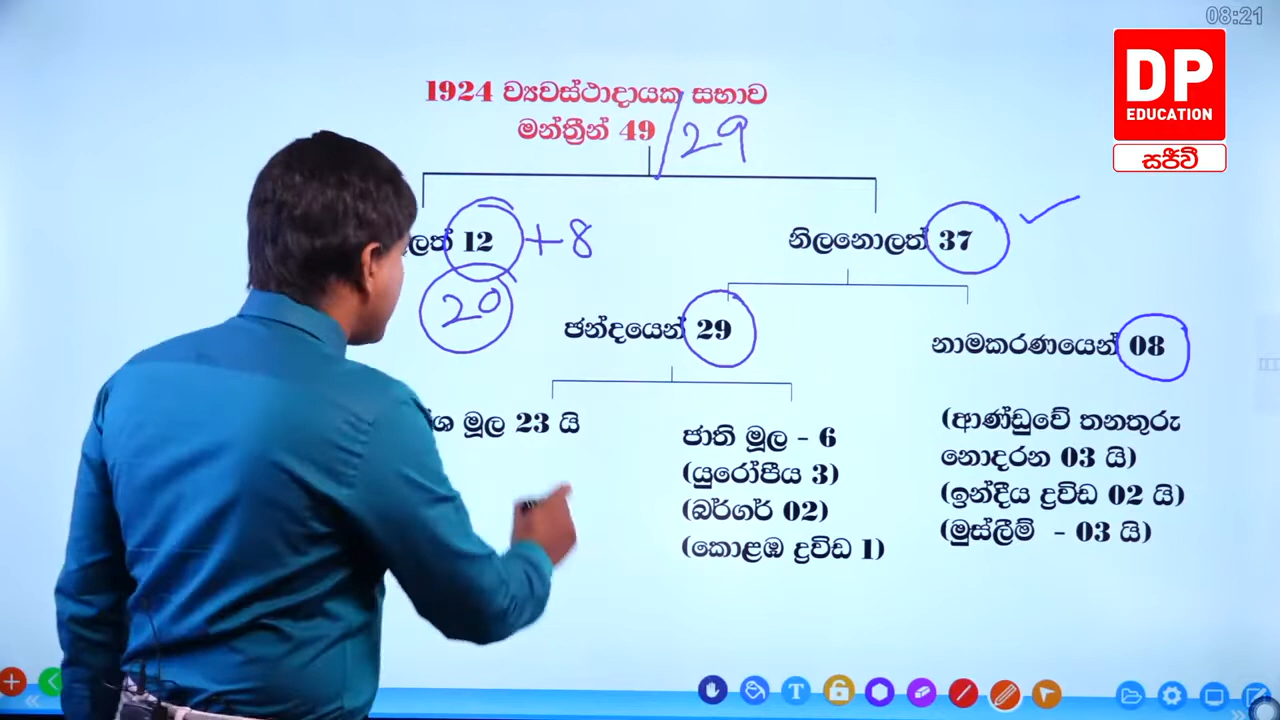 08:21
DP
EDUCATION
සජීවී
1924 ව්‍යවස්ථාදායක සභාව
මන්ත්‍රීන් 49 / 29
12 + 8
නිලනොලත් 37
20
ඡන්දයෙන් 29
නාමකරණයෙන් 08
මූල 23 යි
ජාති මූල - 6
(යුරෝපීය 3)
(බර්ගර් 02)
(කොළඹ ද්‍රවිඩ 1)
(ආණ්ඩුවේ තනතුරු
නොදරන 03 යි)
(ඉන්දීය ද්‍රවිඩ 02 යි)
(මුස්ලීම් - 03 යි)